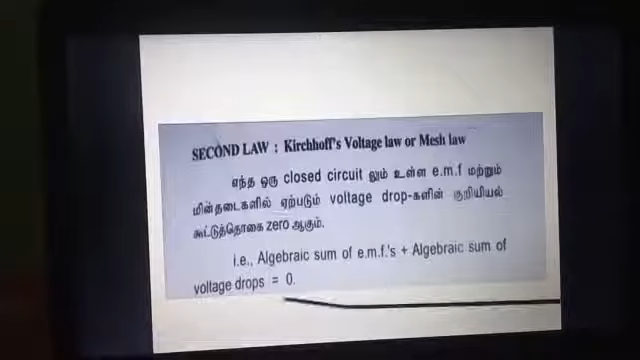 SECOND LAW : Kirchhoff's Voltage law or Mesh law
எந்த ஒரு closed circuit லும் உள்ள e.m.f மற்றும்
மின்தடைகளில் ஏற்படும் voltage drop-களின் குறியியல்
கூட்டுத்தொகை zero ஆகும்.
i.e., Algebraic sum of e.m.f.'s + Algebraic sum of
voltage drops = 0.